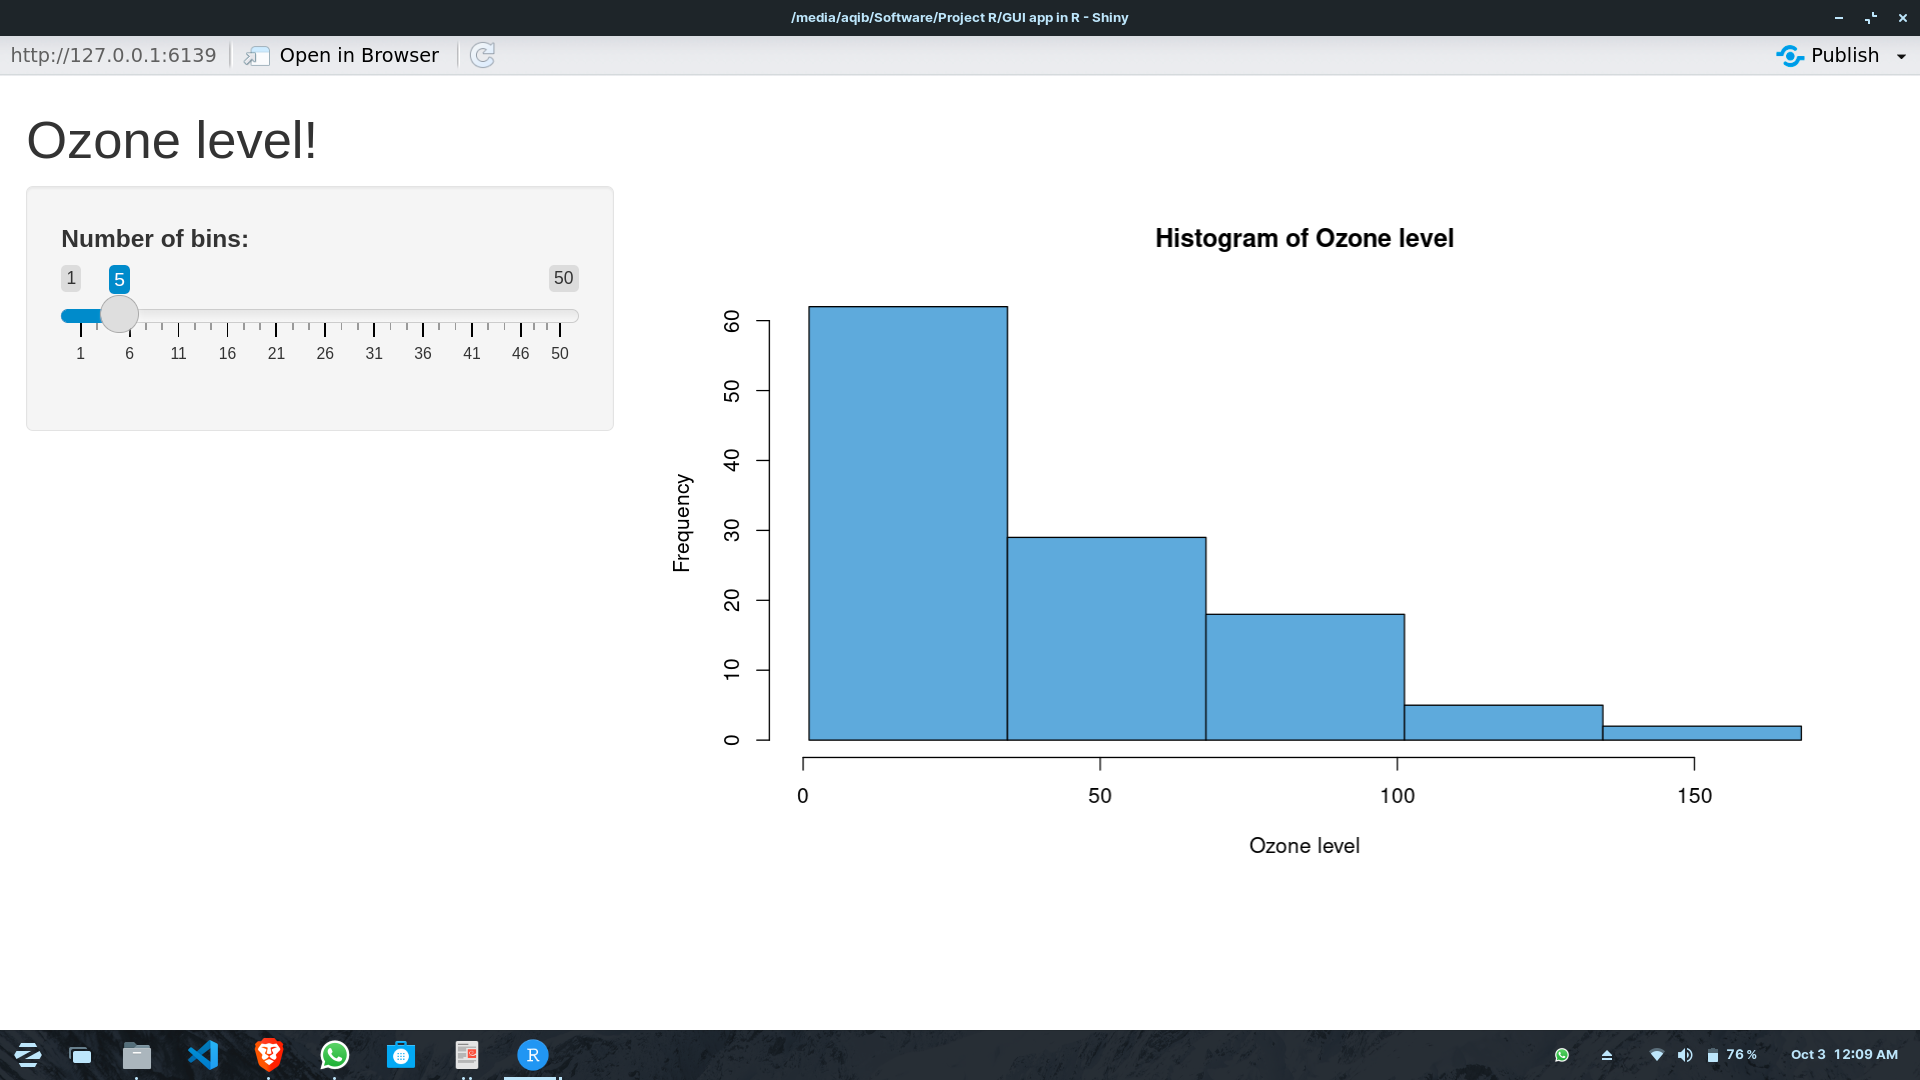 /media/aqib/Software/Project R/GUI app in R - Shiny
http://127.0.0.1:6139
Open in Browser
Publish
Ozone level!
Number of bins:
1 5 50
1 6 11 16 21 26 31 36 41 46 50
Histogram of Ozone level
Frequency
60
50
40
30
20
10
0
0 50 100 150
Ozone level
R
76 %
Oct 3 12:09 AM